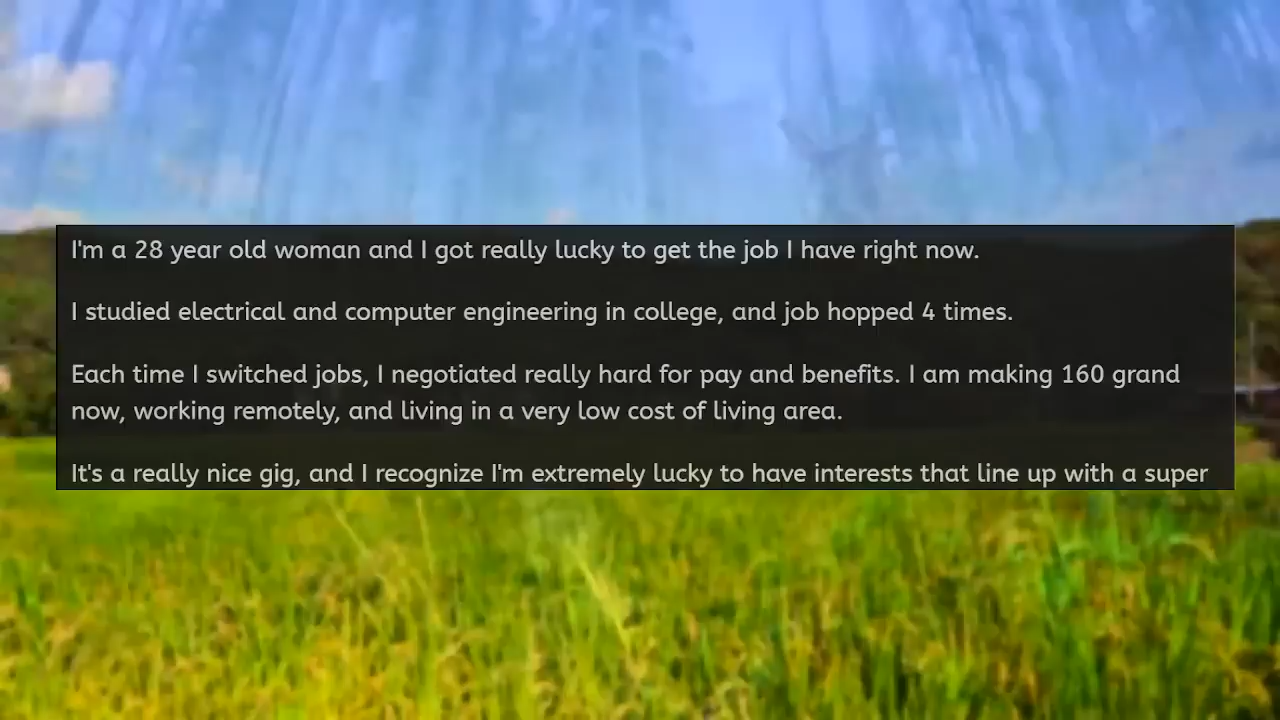 I'm a 28 year old woman and I got really lucky to get the job I have right now.
I studied electrical and computer engineering in college, and job hopped 4 times.
Each time I switched jobs, I negotiated really hard for pay and benefits. I am making 160 grand
now, working remotely, and living in a very low cost of living area.
It's a really nice gig, and I recognize I'm extremely lucky to have interests that line up with a super